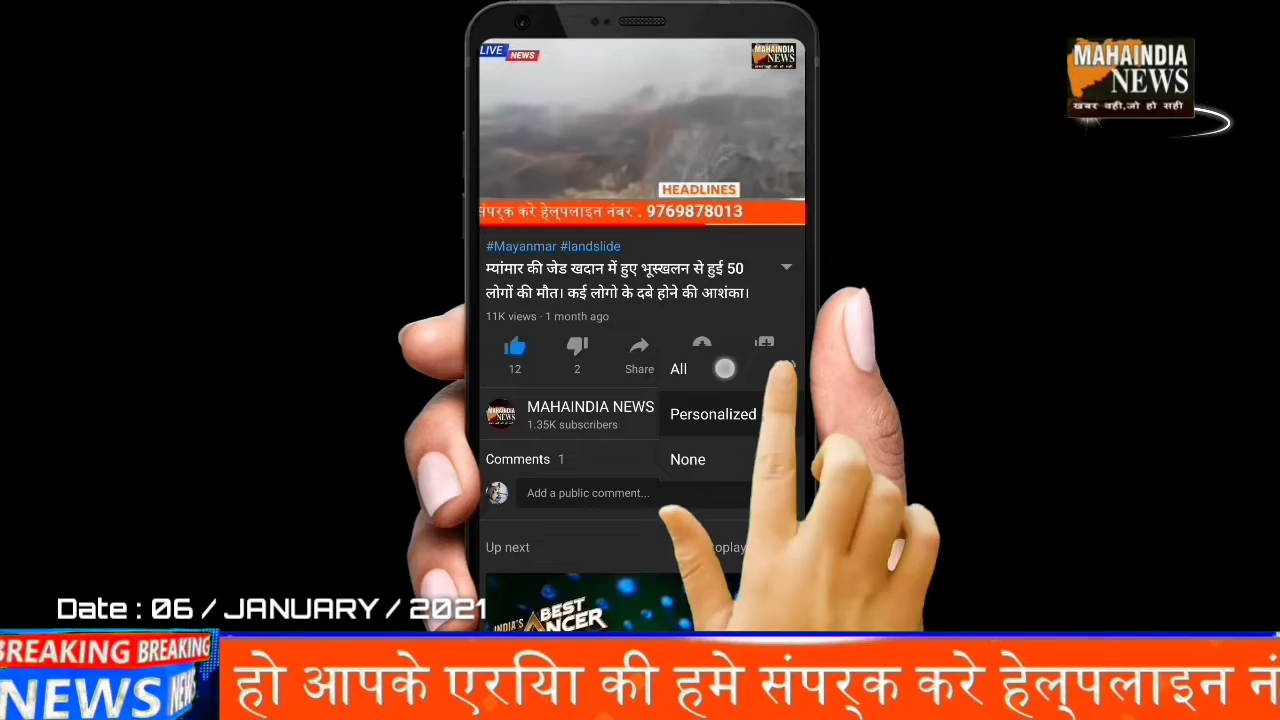 LIVE
NEWS
MAHAINDIA
NEWS
MAHAINDIA
NEWS
खबर वही,जो हो सही
HEADLINES
संपर्क करे हेल्पलाइन नंबर . 9769878013
#Mayanmar #landslide
म्यांमार की जेड खदान में हुए भूस्खलन से हुई 50
लोगों की मौत। कई लोगो के दबे होने की आशंका।
11K views · 1 month ago
12
2
Share
All
Personalized
None
MAHAINDIA NEWS
1.35K subscribers
Comments 1
Add a public comment...
Up next
INDIA'S
BEST
Date : 06 / JANUARY / 2021
BREAKING BREAKING
NEWS NEWS
हो आपके एरिया की हमे संपर्क करे हेल्पलाइन